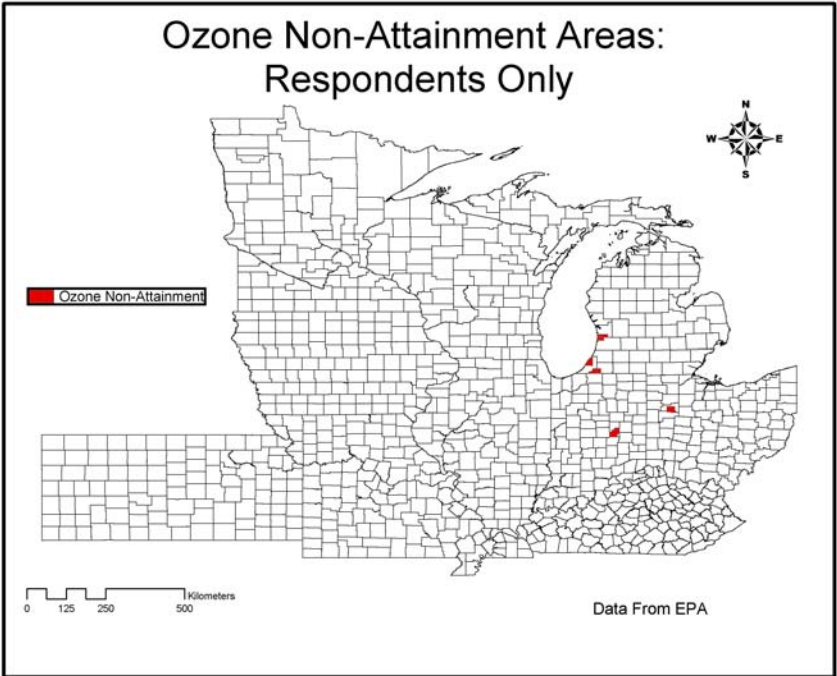 Ozone Non-Attainment Areas:
Respondents Only
N
W E
S
Ozone Non-Attainment
Kilometers
0 125 250 500
Data From EPA